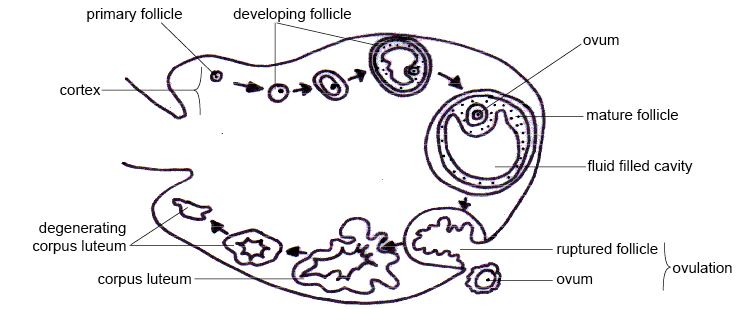 primary follicle
developing follicle
ovum
cortex
mature follicle
fluid filled cavity
degenerating
corpus luteum
ruptured follicle
ovulation
corpus luteum
ovum